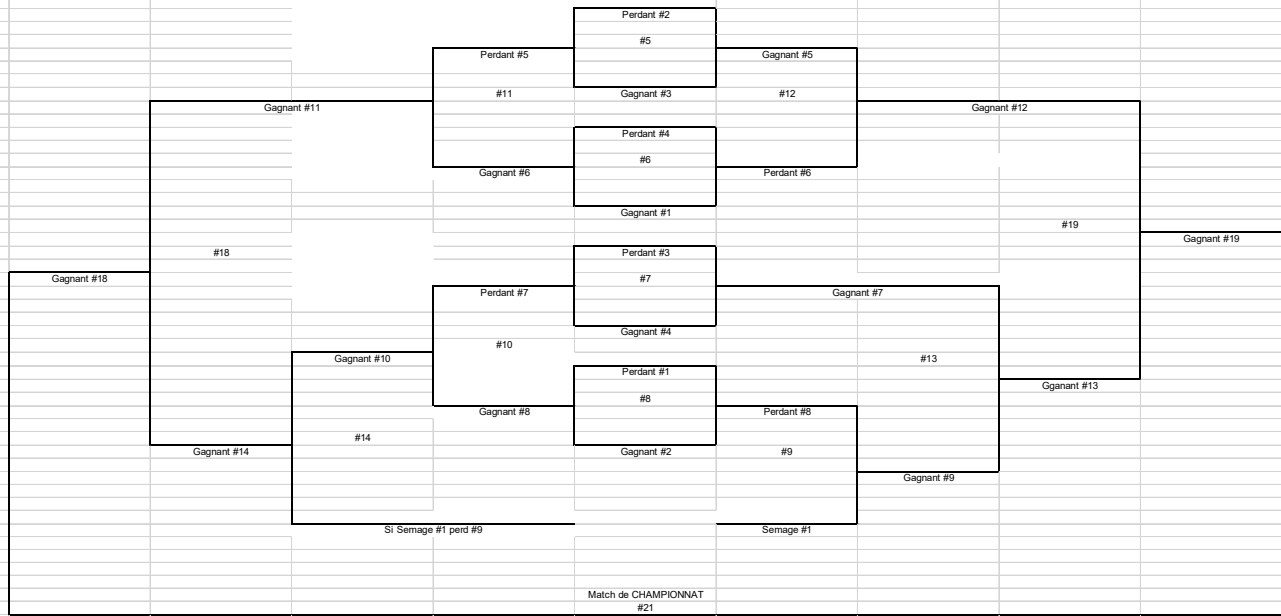 Perdant #2
#5
Perdant #5
Gagnant #5
#11
Gagnant #3
#12
Gagnant #11
Gagnant #12
Perdant #4
#6
Gagnant #6
Perdant #6
Gagnant #1
#19
Gagnant #19
#18
Perdant #3
Gagnant #18
#7
Perdant #7
Gagnant #7
Gagnant #4
#10
Gagnant #10
#13
Perdant #1
Gganant #13
#8
Gagnant #8
Perdant #8
#14
Gagnant #14
Gagnant #2
#9
Gagnant #9
Si Semage #1 perd #9
Semage #1
Match de CHAMPIONNAT
#21